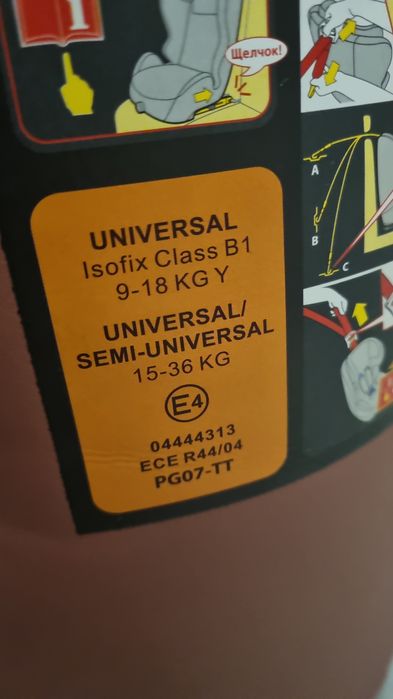 i
Щелчок!
A
B
C
UNIVERSAL
Isofix Class B1
9-18 KG Y
UNIVERSAL/
SEMI-UNIVERSAL
15-36 KG
E4
04444313
ECE R44/04
PG07-TT